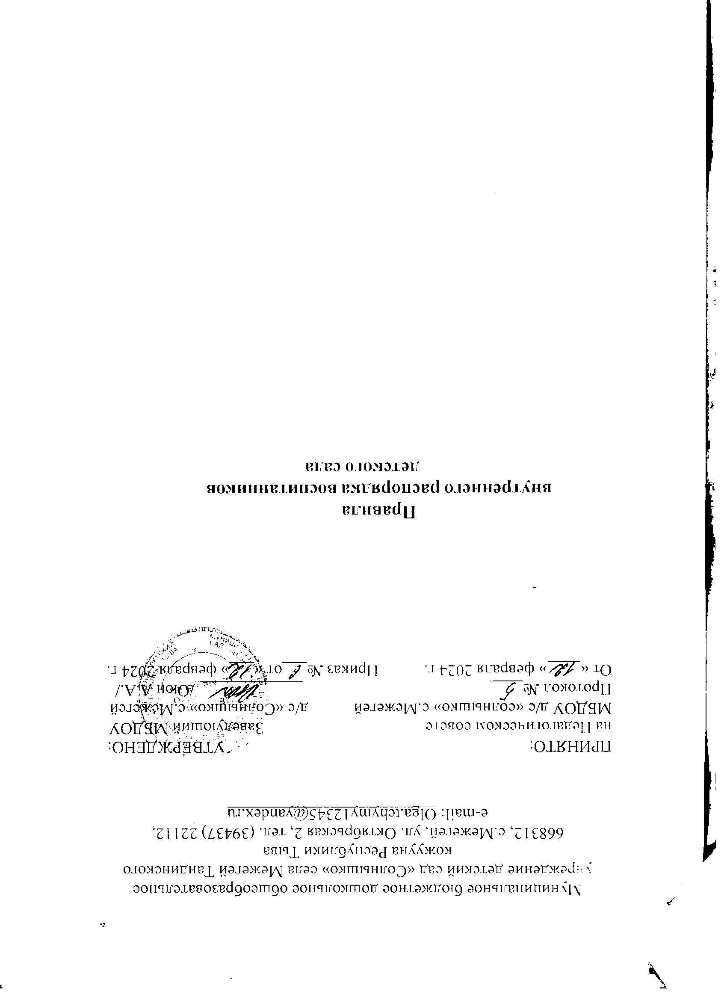 Муниципальное бюджетное дошкольное общеобразовательное
учреждение детский сад «Солнышко» села Межегей Тандинского
кожууна Республики Тыва
668312, с.Межегей, ул. Октябрьская 2, тел. (39437) 22112,
e-mail: Olga.tchymy12345@yandex.ru
ПРИНЯТО: УТВЕРЖДЕНО:
на Педагогическом совете Заведующий МБДОУ
МБДОУ д/с «солнышко» с.Межегей д/с «Солнышко» с.Межегей
Протокол № 5 /Ююн А.А./
От « 12 » февраля 2024 г. Приказ № 6 от « 12 » февраля 2024 г.
Правила
внутреннего распорядка воспитанников
детского сада